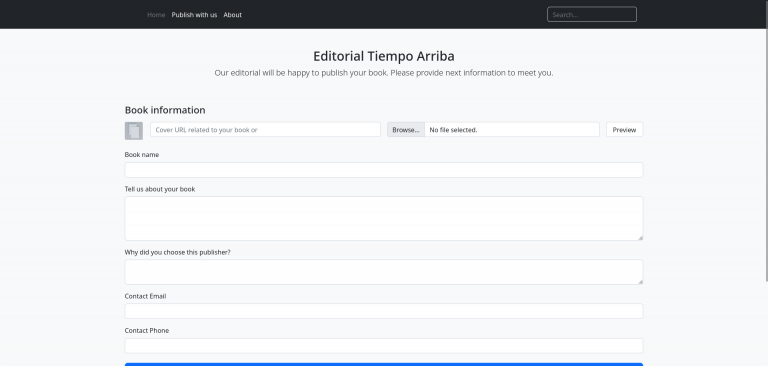 Home Publish with us About Search...
Editorial Tiempo Arriba
Our editorial will be happy to publish your book. Please provide next information to meet you.
Book information
Cover URL related to your book or Browse... No file selected. Preview
Book name
Tell us about your book
Why did you choose this publisher?
Contact Email
Contact Phone